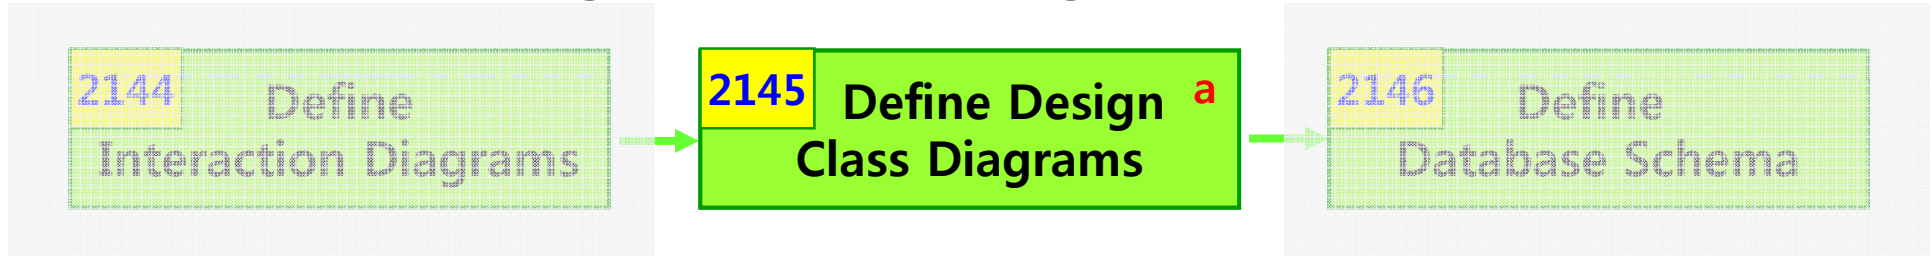 2144
Define
Interaction Diagrams
2145
Define Design a
Class Diagrams
2146
Define
Database Schema